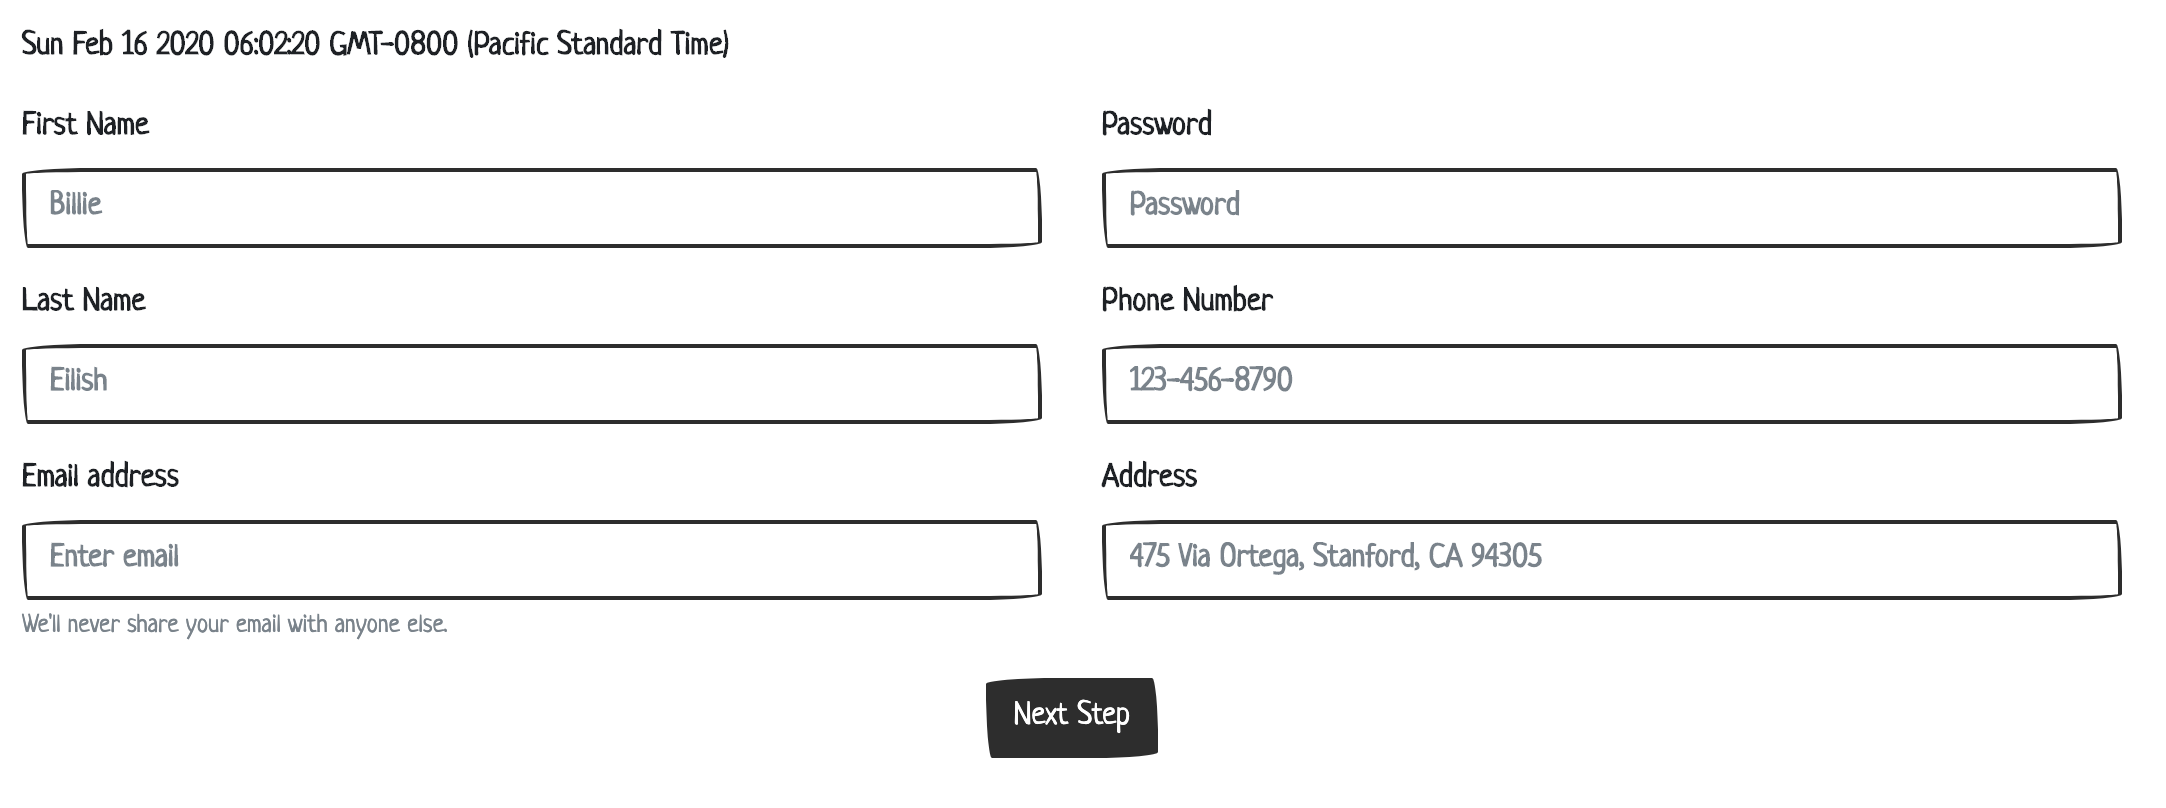 Sun Feb 16 2020 06:02:20 GMT-0800 (Pacific Standard Time)
First Name
Billie
Last Name
Eilish
Email address
Enter email
We'll never share your email with anyone else.
Password
Password
Phone Number
123-456-8790
Address
475 Via Ortega, Stanford, CA 94305
Next Step